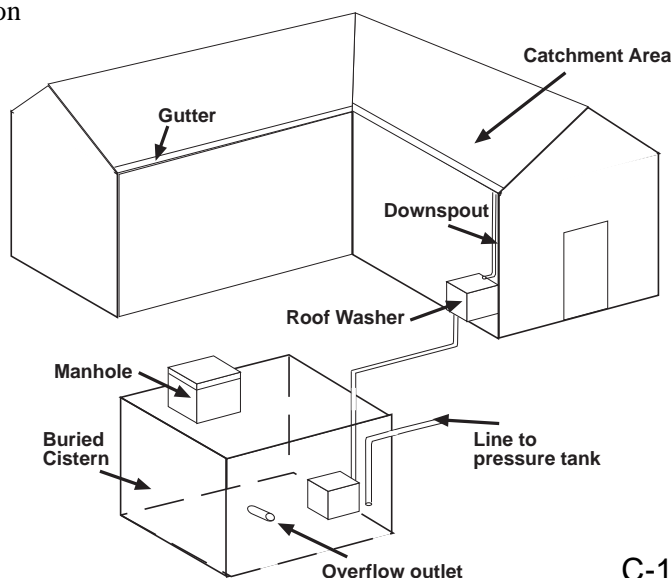 on
Catchment Area
Gutter
Downspout
Roof Washer
Manhole
Buried
Cistern
Line to
pressure tank
Overflow outlet
C-1